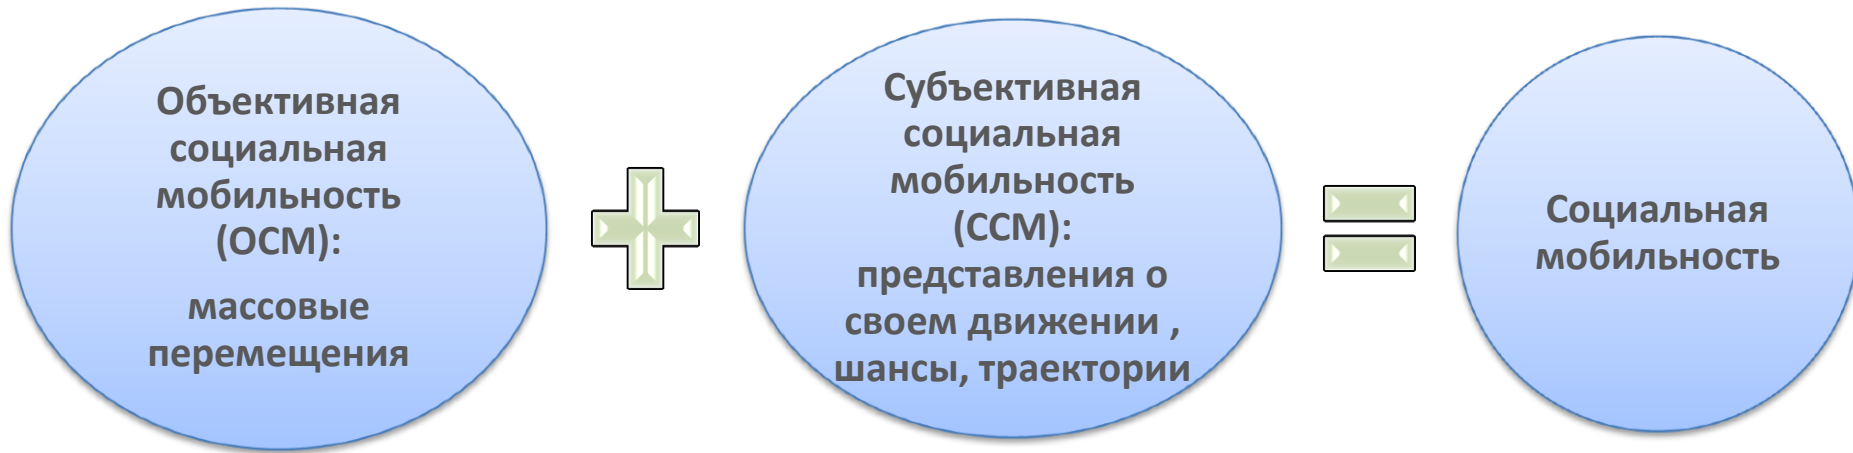 Объективная
социальная
мобильность
(ОСМ):
массовые
перемещения
Субъективная
социальная
мобильность
(ССМ):
представления о
своем движении ,
шансы, траектории
Социальная
мобильность